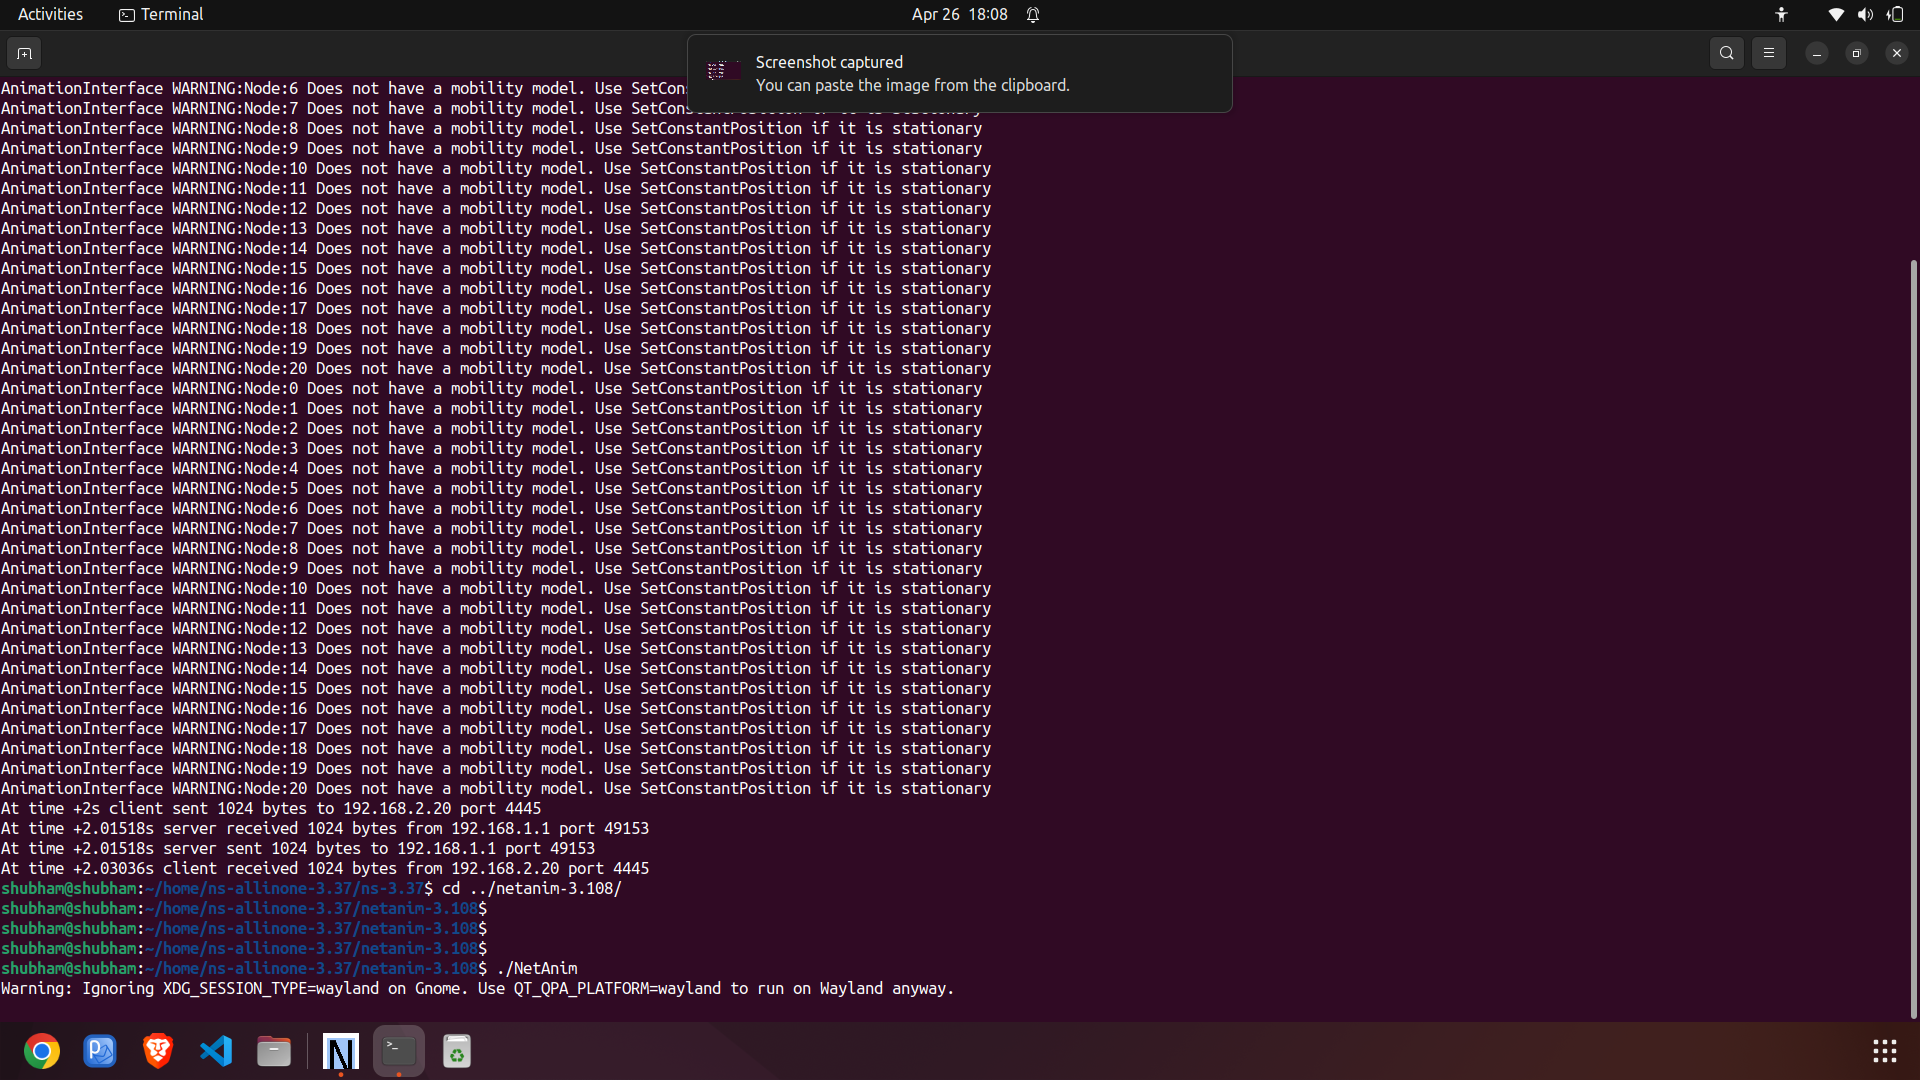 Activities
Terminal
Apr 26 18:08
Screenshot captured
You can paste the image from the clipboard.
AnimationInterface WARNING:Node:6 Does not have a mobility model. Use SetCons
AnimationInterface WARNING:Node:7 Does not have a mobility model. Use SetConstantPosition if it is stationary
AnimationInterface WARNING:Node:8 Does not have a mobility model. Use SetConstantPosition if it is stationary
AnimationInterface WARNING:Node:9 Does not have a mobility model. Use SetConstantPosition if it is stationary
AnimationInterface WARNING:Node:10 Does not have a mobility model. Use SetConstantPosition if it is stationary
AnimationInterface WARNING:Node:11 Does not have a mobility model. Use SetConstantPosition if it is stationary
AnimationInterface WARNING:Node:12 Does not have a mobility model. Use SetConstantPosition if it is stationary
AnimationInterface WARNING:Node:13 Does not have a mobility model. Use SetConstantPosition if it is stationary
AnimationInterface WARNING:Node:14 Does not have a mobility model. Use SetConstantPosition if it is stationary
AnimationInterface WARNING:Node:15 Does not have a mobility model. Use SetConstantPosition if it is stationary
AnimationInterface WARNING:Node:16 Does not have a mobility model. Use SetConstantPosition if it is stationary
AnimationInterface WARNING:Node:17 Does not have a mobility model. Use SetConstantPosition if it is stationary
AnimationInterface WARNING:Node:18 Does not have a mobility model. Use SetConstantPosition if it is stationary
AnimationInterface WARNING:Node:19 Does not have a mobility model. Use SetConstantPosition if it is stationary
AnimationInterface WARNING:Node:20 Does not have a mobility model. Use SetConstantPosition if it is stationary
AnimationInterface WARNING:Node:0 Does not have a mobility model. Use SetConstantPosition if it is stationary
AnimationInterface WARNING:Node:1 Does not have a mobility model. Use SetConstantPosition if it is stationary
AnimationInterface WARNING:Node:2 Does not have a mobility model. Use SetConstantPosition if it is stationary
AnimationInterface WARNING:Node:3 Does not have a mobility model. Use SetConstantPosition if it is stationary
AnimationInterface WARNING:Node:4 Does not have a mobility model. Use SetConstantPosition if it is stationary
AnimationInterface WARNING:Node:5 Does not have a mobility model. Use SetConstantPosition if it is stationary
AnimationInterface WARNING:Node:6 Does not have a mobility model. Use SetConstantPosition if it is stationary
AnimationInterface WARNING:Node:7 Does not have a mobility model. Use SetConstantPosition if it is stationary
AnimationInterface WARNING:Node:8 Does not have a mobility model. Use SetConstantPosition if it is stationary
AnimationInterface WARNING:Node:9 Does not have a mobility model. Use SetConstantPosition if it is stationary
AnimationInterface WARNING:Node:10 Does not have a mobility model. Use SetConstantPosition if it is stationary
AnimationInterface WARNING:Node:11 Does not have a mobility model. Use SetConstantPosition if it is stationary
AnimationInterface WARNING:Node:12 Does not have a mobility model. Use SetConstantPosition if it is stationary
AnimationInterface WARNING:Node:13 Does not have a mobility model. Use SetConstantPosition if it is stationary
AnimationInterface WARNING:Node:14 Does not have a mobility model. Use SetConstantPosition if it is stationary
AnimationInterface WARNING:Node:15 Does not have a mobility model. Use SetConstantPosition if it is stationary
AnimationInterface WARNING:Node:16 Does not have a mobility model. Use SetConstantPosition if it is stationary
AnimationInterface WARNING:Node:17 Does not have a mobility model. Use SetConstantPosition if it is stationary
AnimationInterface WARNING:Node:18 Does not have a mobility model. Use SetConstantPosition if it is stationary
AnimationInterface WARNING:Node:19 Does not have a mobility model. Use SetConstantPosition if it is stationary
AnimationInterface WARNING:Node:20 Does not have a mobility model. Use SetConstantPosition if it is stationary
At time +2s client sent 1024 bytes to 192.168.2.20 port 4445
At time +2.01518s server received 1024 bytes from 192.168.1.1 port 49153
At time +2.01518s server sent 1024 bytes to 192.168.1.1 port 49153
At time +2.03036s client received 1024 bytes from 192.168.2.20 port 4445
shubham@shubham:~/home/ns-allinone-3.37/ns-3.37$ cd ../netanim-3.108/
shubham@shubham:~/home/ns-allinone-3.37/netanim-3.108$
shubham@shubham:~/home/ns-allinone-3.37/netanim-3.108$
shubham@shubham:~/home/ns-allinone-3.37/netanim-3.108$
shubham@shubham:~/home/ns-allinone-3.37/netanim-3.108$ ./NetAnim
Warning: Ignoring XDG_SESSION_TYPE=wayland on Gnome. Use QT_QPA_PLATFORM=wayland to run on Wayland anyway.